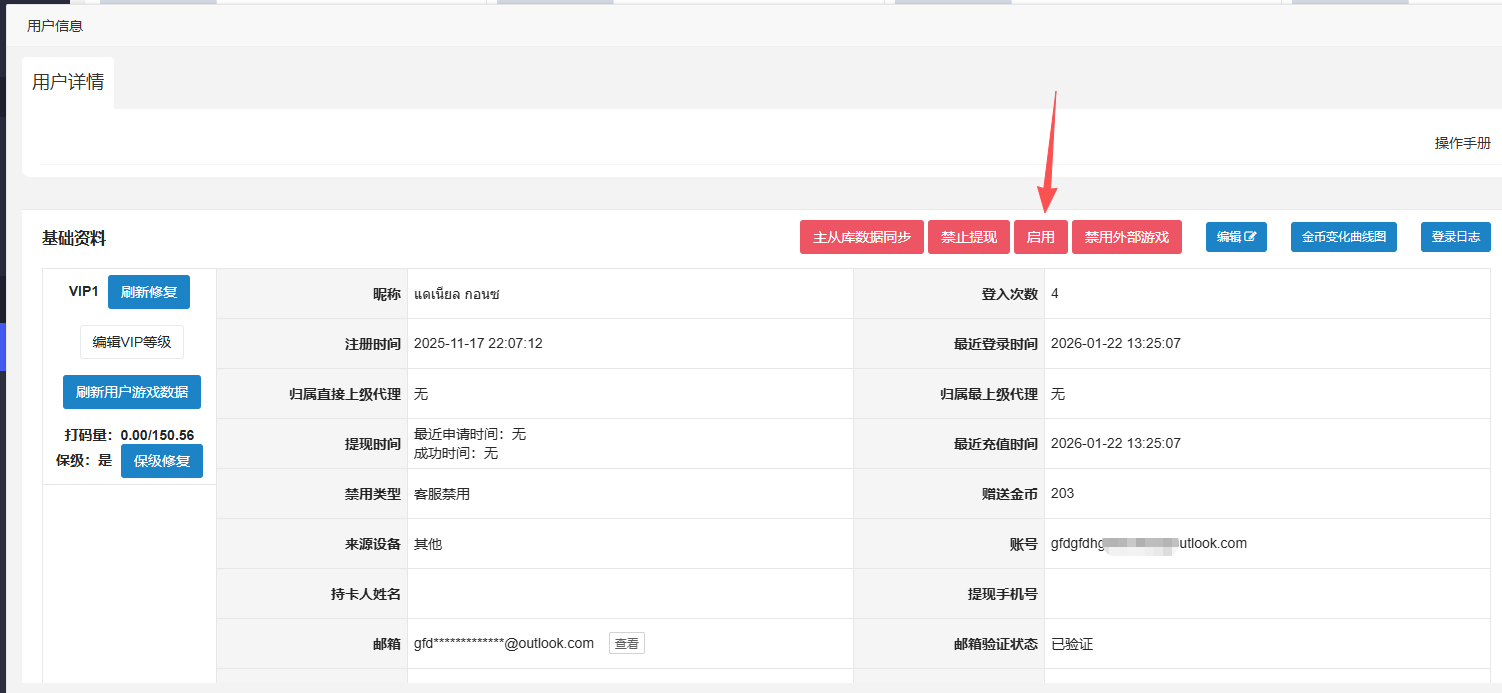 用户信息
用户详情
操作手册
基础资料
主从库数据同步 禁止提现 启用 禁用外部游戏 编辑 金币变化曲线图 登录日志
VIP1 刷新修复
编辑VIP等级
刷新用户游戏数据
打码量：0.00/150.56
保级：是 保级修复
昵称 แดเนียล กอนซ 登入次数 4
注册时间 2025-11-17 22:07:12 最近登录时间 2026-01-22 13:25:07
归属直接上级代理 无 归属最上级代理 无
提现时间 最近申请时间：无
成功时间：无
最近充值时间 2026-01-22 13:25:07
禁用类型 客服禁用 赠送金币 203
来源设备 其他 账号 gfdgfdhg utlook.com
持卡人姓名 提现手机号
邮箱 gfd*************@outlook.com 查看 邮箱验证状态 已验证